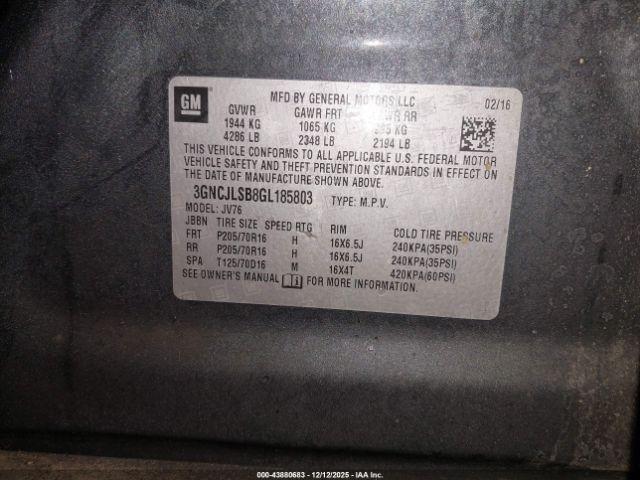 GM
MFD BY GENERAL MOTORS LLC
02/16
GVWR GAWR FRT RR
1944 KG 1065 KG KG
4286 LB 2348 LB 2194 LB
THIS VEHICLE CONFORMS TO ALL APPLICABLE U.S. FEDERAL MOTOR
VEHICLE SAFETY AND THEFT PREVENTION STANDARDS IN EFFECT ON
THE DATE OF MANUFACTURE SHOWN ABOVE.
3GNCJLSB8GL185803 TYPE: M.P.V.
MODEL: JV76
JBBN TIRE SIZE SPEED RTG RIM COLD TIRE PRESSURE
FRT P205/70R16 H 16X6.5J 240KPA(35PSI)
RR P205/70R16 H 16X6.5J 240KPA(35PSI)
SPA T125/70D16 M 16X4T 420KPA(60PSI)
SEE OWNER'S MANUAL FOR MORE INFORMATION.
000-43880683 - 12/12/2025 - IAA Inc.